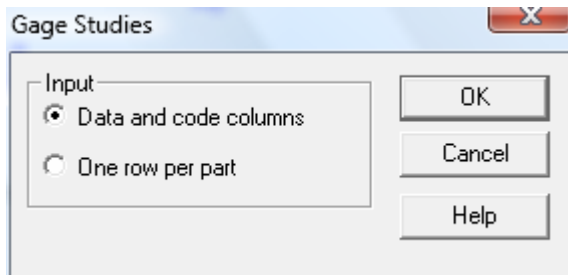 Gage Studies
Input
Data and code columns
One row per part
OK
Cancel
Help